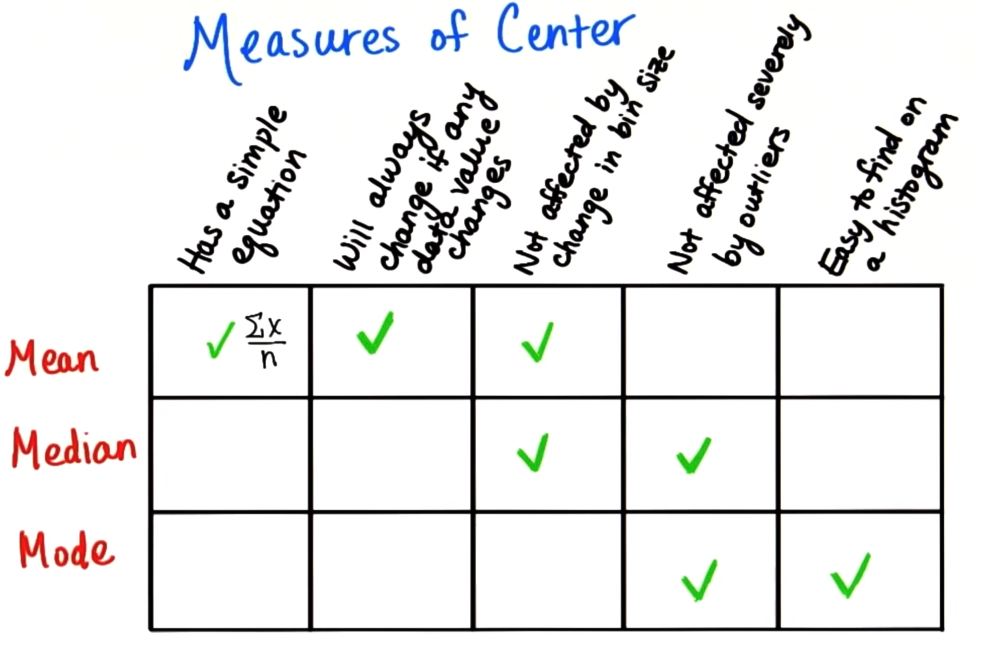 Measures of Center
Has a simple
equation
Will always
change if any
data value
changes
Not affected by
change in bin size
Not affected severely
by outliers
Easy to find on
a histogram
Mean
✓ Σx
n
✓
✓
Median
✓
✓
Mode
✓
✓